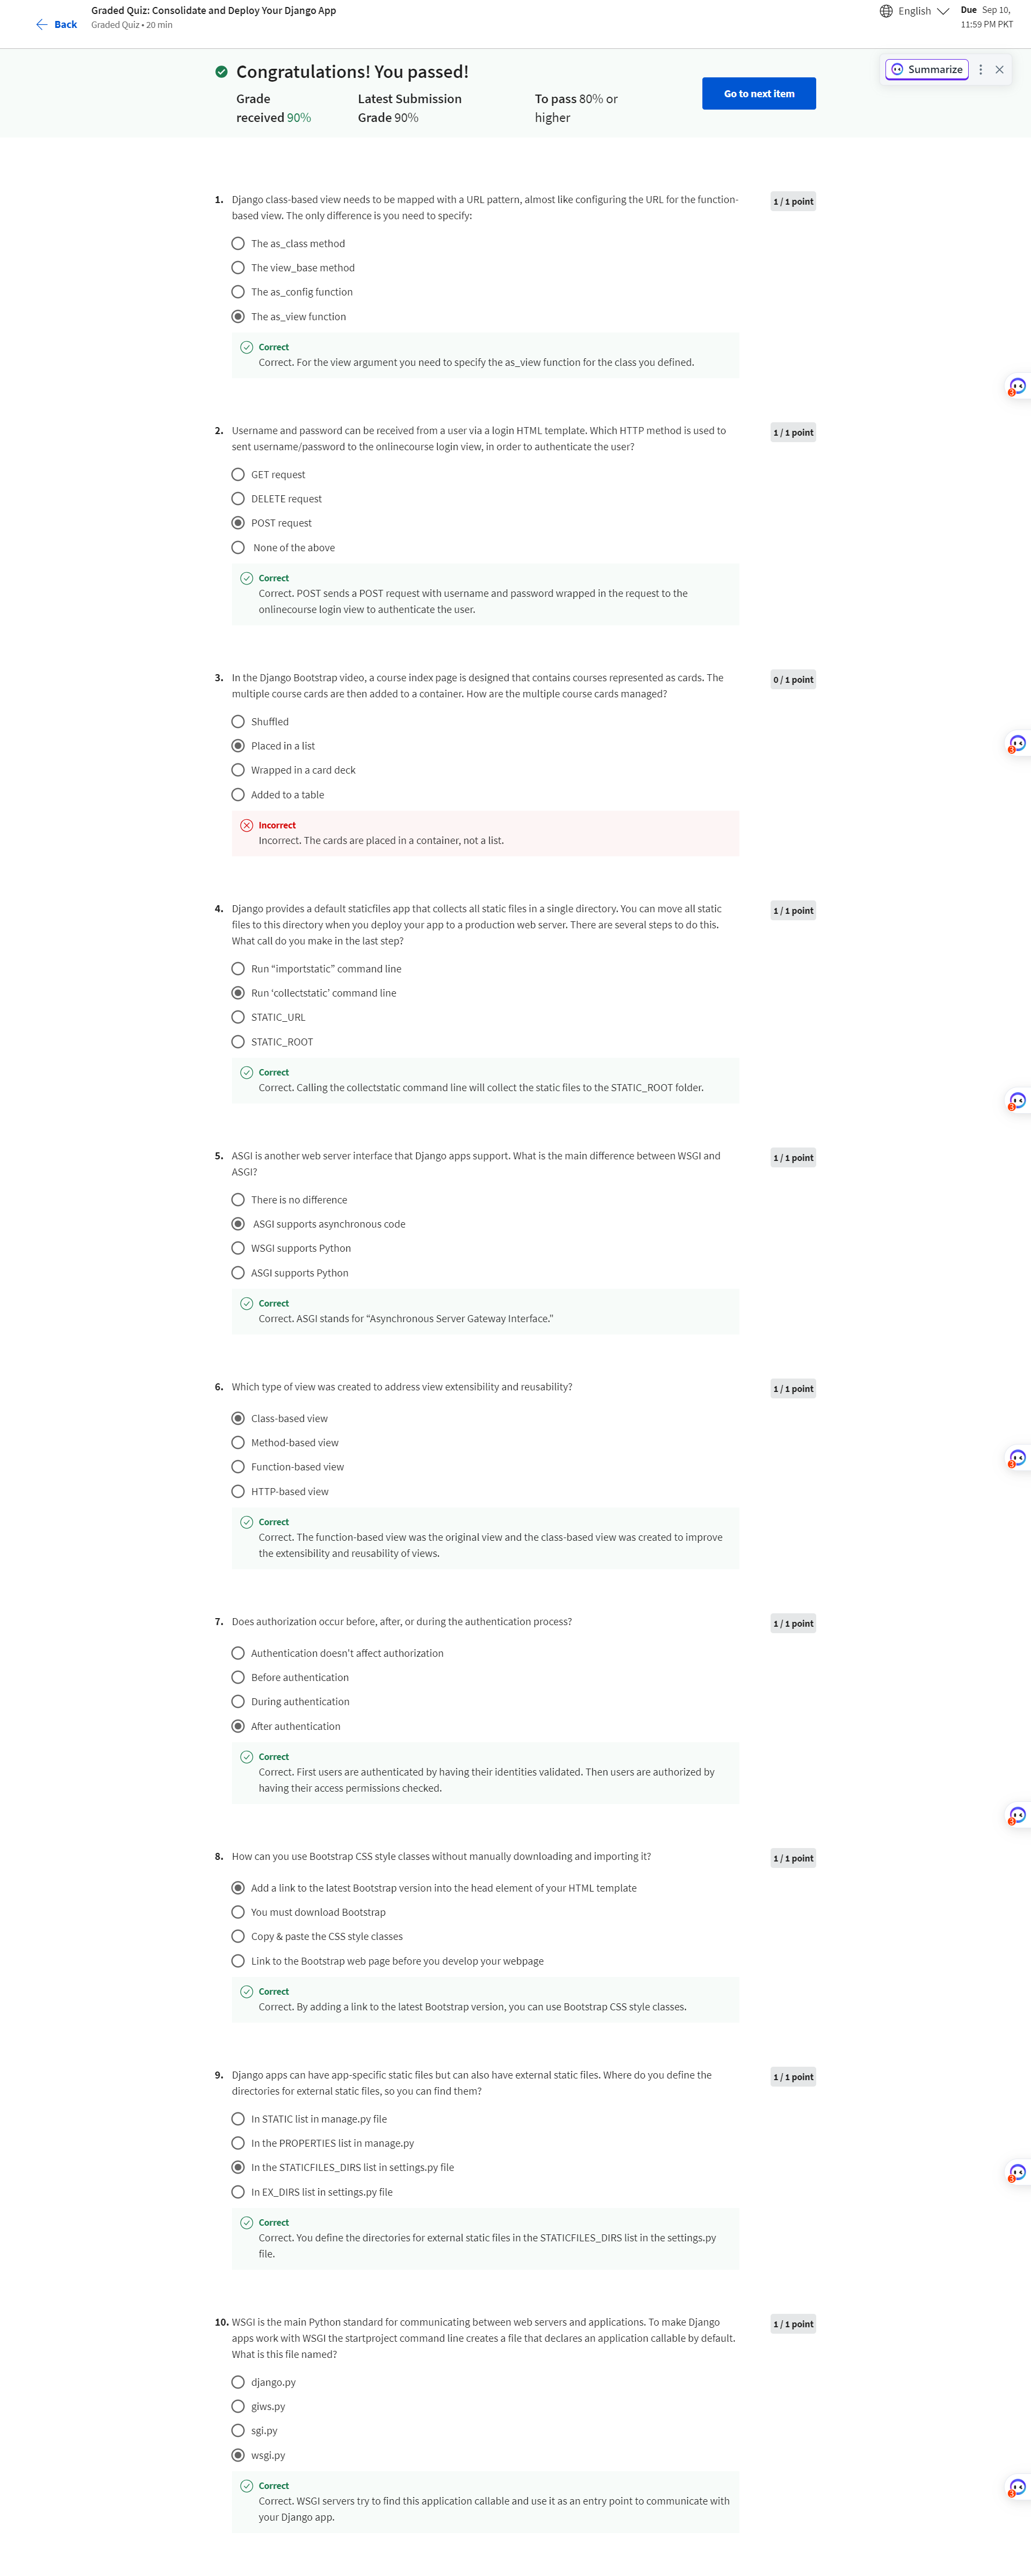 Graded Quiz: Consolidate and Deploy Your Django App
Back
Graded Quiz • 20 min
English
Due Sep 10,
11:59 PM PKT
Congratulations! You passed!
Summarize
Grade
received 90%
Latest Submission
Grade 90%
To pass 80% or
higher
Go to next item
1. Django class-based view needs to be mapped with a URL pattern, almost like configuring the URL for the function-
based view. The only difference is you need to specify:
1 / 1 point
The as_class method
The view_base method
The as_config function
The as_view function
Correct
Correct. For the view argument you need to specify the as_view function for the class you defined.
2. Username and password can be received from a user via a login HTML template. Which HTTP method is used to
sent username/password to the onlinecourse login view, in order to authenticate the user?
1 / 1 point
GET request
DELETE request
POST request
None of the above
Correct
Correct. POST sends a POST request with username and password wrapped in the request to the
onlinecourse login view to authenticate the user.
3. In the Django Bootstrap video, a course index page is designed that contains courses represented as cards. The
multiple course cards are then added to a container. How are the multiple course cards managed?
0 / 1 point
Shuffled
Placed in a list
Wrapped in a card deck
Added to a table
Incorrect
Incorrect. The cards are placed in a container, not a list.
4. Django provides a default staticfiles app that collects all static files in a single directory. You can move all static
files to this directory when you deploy your app to a production web server. There are several steps to do this.
What call do you make in the last step?
1 / 1 point
Run “importstatic” command line
Run ‘collectstatic’ command line
STATIC_URL
STATIC_ROOT
Correct
Correct. Calling the collectstatic command line will collect the static files to the STATIC_ROOT folder.
5. ASGI is another web server interface that Django apps support. What is the main difference between WSGI and
ASGI?
1 / 1 point
There is no difference
ASGI supports asynchronous code
WSGI supports Python
ASGI supports Python
Correct
Correct. ASGI stands for “Asynchronous Server Gateway Interface.”
6. Which type of view was created to address view extensibility and reusability?
1 / 1 point
Class-based view
Method-based view
Function-based view
HTTP-based view
Correct
Correct. The function-based view was the original view and the class-based view was created to improve
the extensibility and reusability of views.
7. Does authorization occur before, after, or during the authentication process?
1 / 1 point
Authentication doesn't affect authorization
Before authentication
During authentication
After authentication
Correct
Correct. First users are authenticated by having their identities validated. Then users are authorized by
having their access permissions checked.
8. How can you use Bootstrap CSS style classes without manually downloading and importing it?
1 / 1 point
Add a link to the latest Bootstrap version into the head element of your HTML template
You must download Bootstrap
Copy & paste the CSS style classes
Link to the Bootstrap web page before you develop your webpage
Correct
Correct. By adding a link to the latest Bootstrap version, you can use Bootstrap CSS style classes.
9. Django apps can have app-specific static files but can also have external static files. Where do you define the
directories for external static files, so you can find them?
1 / 1 point
In STATIC list in manage.py file
In the PROPERTIES list in manage.py
In the STATICFILES_DIRS list in settings.py file
In EX_DIRS list in settings.py file
Correct
Correct. You define the directories for external static files in the STATICFILES_DIRS list in the settings.py
file.
10. WSGI is the main Python standard for communicating between web servers and applications. To make Django
apps work with WSGI the startproject command line creates a file that declares an application callable by default.
What is this file named?
1 / 1 point
django.py
giws.py
sgi.py
wsgi.py
Correct
Correct. WSGI servers try to find this application callable and use it as an entry point to communicate with
your Django app.